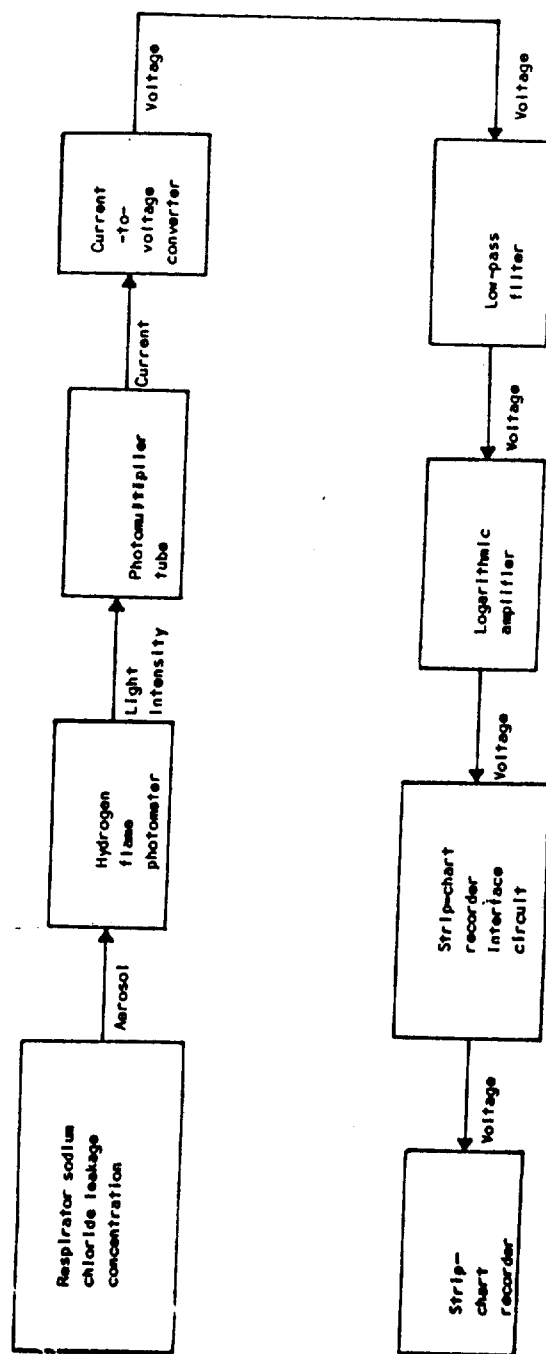 Respirator sodium
chloride leakage
concentration
Aerosol
Hydrogen
flame
photometer
Light
Intensity
Photomultiplier
tube
Current
Current
-to-
voltage
converter
Voltage
Voltage
Low-pass
filter
Voltage
Logarithmic
amplifier
Voltage
Strip-chart
recorder
Interface
circuit
Voltage
Strip-
chart
recorder